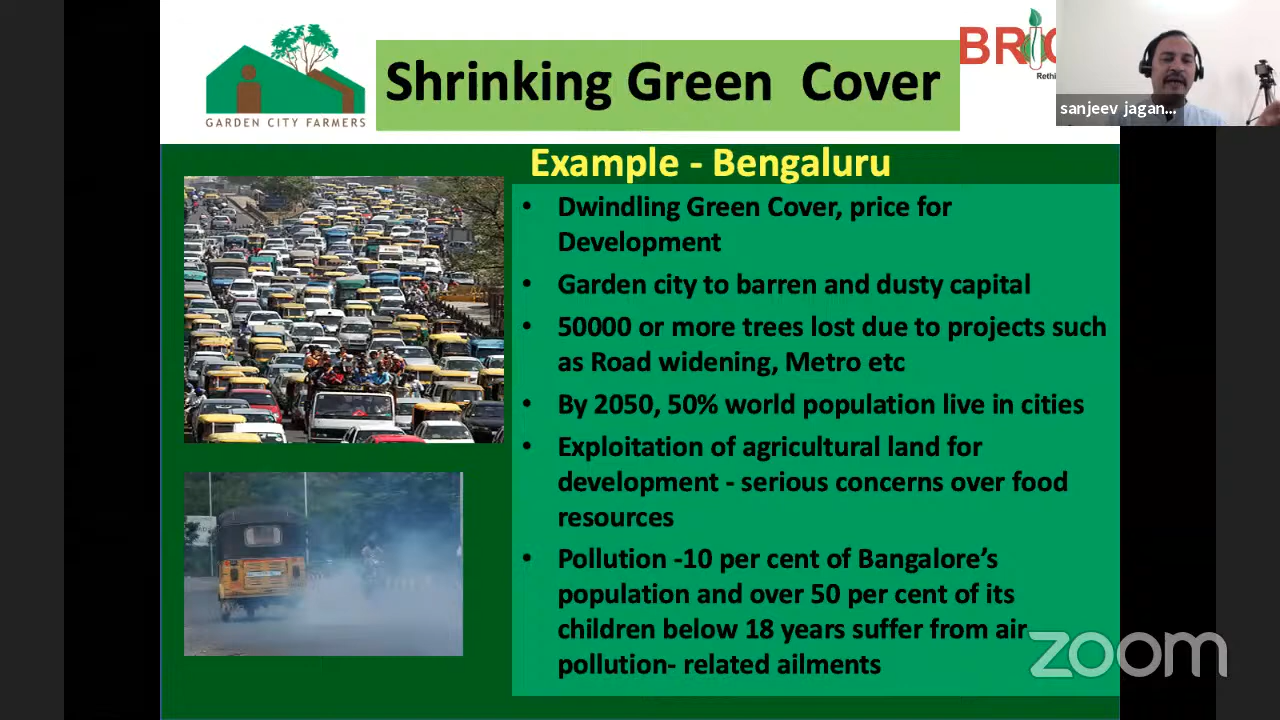 GARDEN CITY FARMERS
Shrinking Green Cover
sanjeev jagan...
Example - Bengaluru
• Dwindling Green Cover, price for
Development
• Garden city to barren and dusty capital
• 50000 or more trees lost due to projects such
as Road widening, Metro etc
• By 2050, 50% world population live in cities
• Exploitation of agricultural land for
development - serious concerns over food
resources
• Pollution -10 per cent of Bangalore’s
population and over 50 per cent of its
children below 18 years suffer from air
pollution- related ailments
zoom